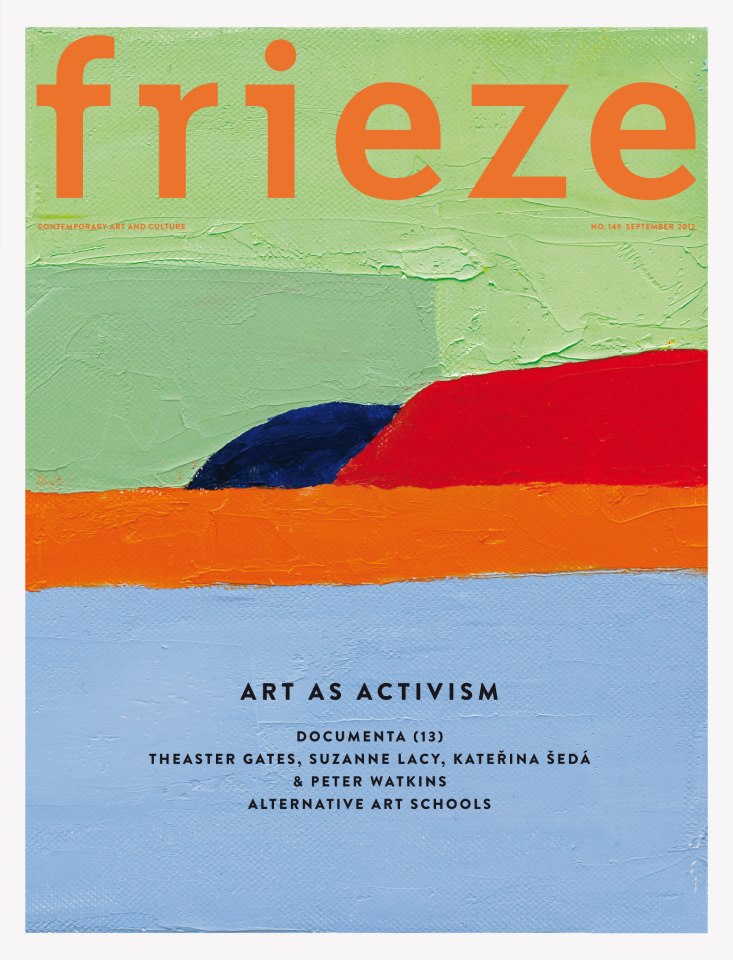 frieze
CONTEMPORARY ART AND CULTURE
NO. 149 SEPTEMBER 2012
ART AS ACTIVISM
DOCUMENTA (13)
THEASTER GATES, SUZANNE LACY, KATEŘINA ŠEDÁ
& PETER WATKINS
ALTERNATIVE ART SCHOOLS